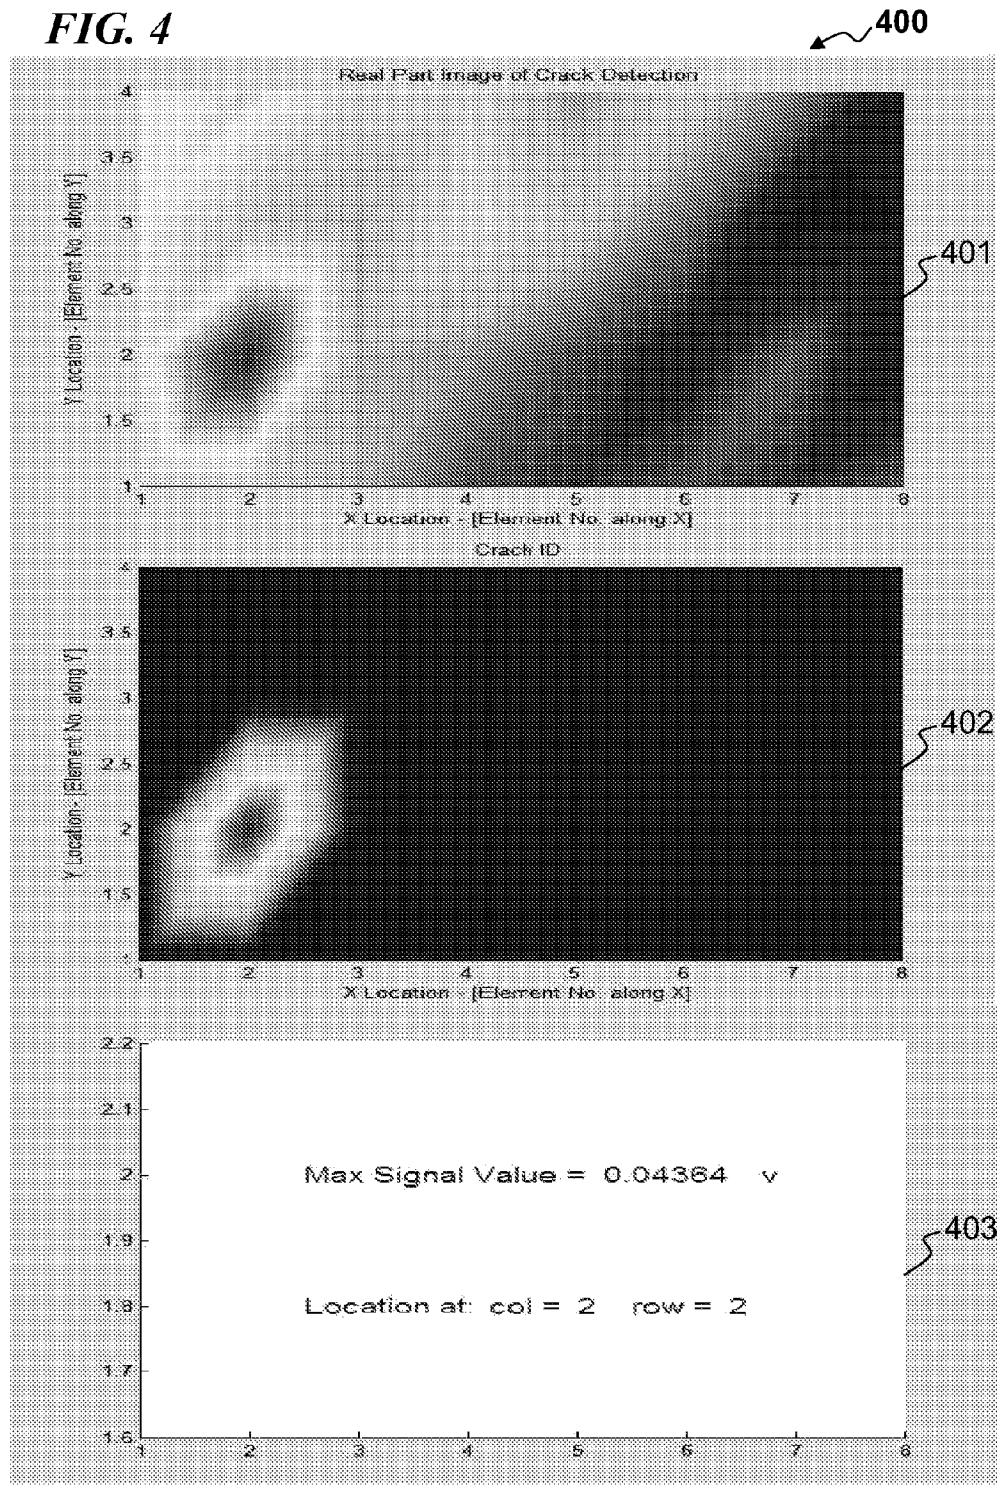 FIG. 4
400
Real Part Image of Crack Detection
4
3.5
3
2.5
2
1.5
1
Y Location - [Element No. along Y]
1 2 3 4 5 6 7 8
X Location - [Element No. along X]
401
Crach ID
4
3.5
3
2.5
2
1.5
1
Y Location - [Element No. along Y]
1 2 3 4 5 6 7 8
X Location - [Element No. along X]
402
2.2
2.1
2
1.9
1.8
1.7
1.6
Max Signal Value = 0.04364 v
Location at: col = 2 row = 2
1 2 3 4 5 6 7 8
403